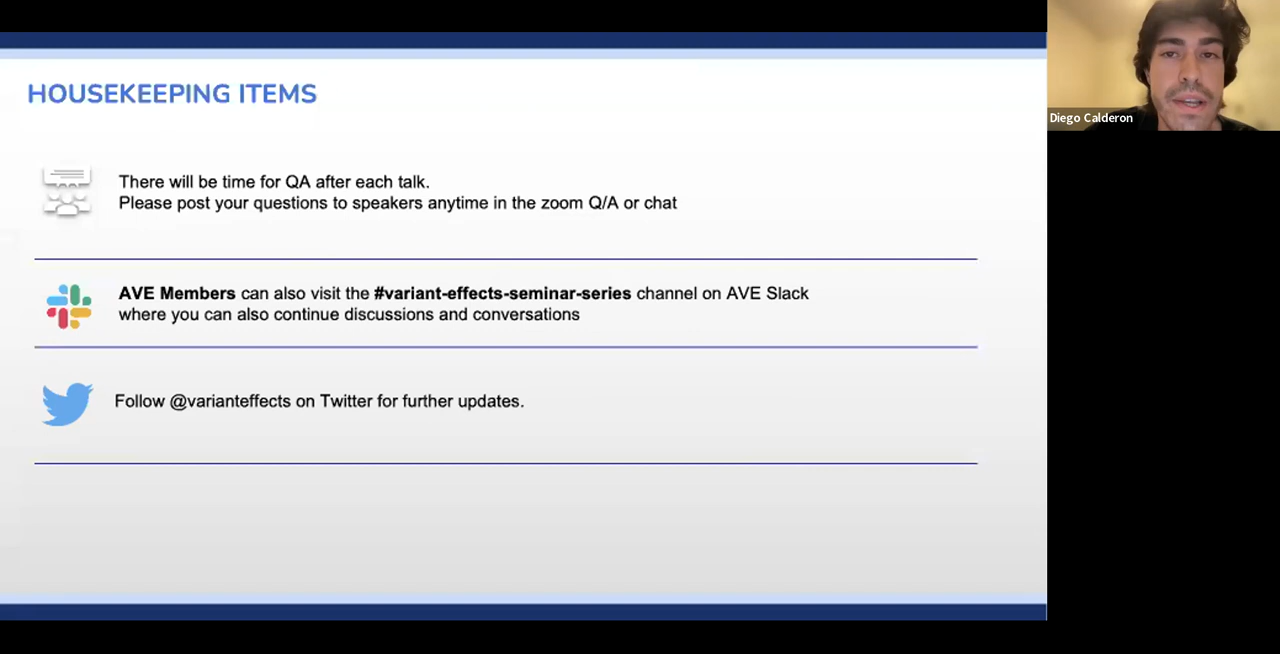 HOUSEKEEPING ITEMS
There will be time for QA after each talk.
Please post your questions to speakers anytime in the zoom Q/A or chat
AVE Members can also visit the #variant-effects-seminar-series channel on AVE Slack
where you can also continue discussions and conversations
Follow @varianteffects on Twitter for further updates.
Diego Calderon